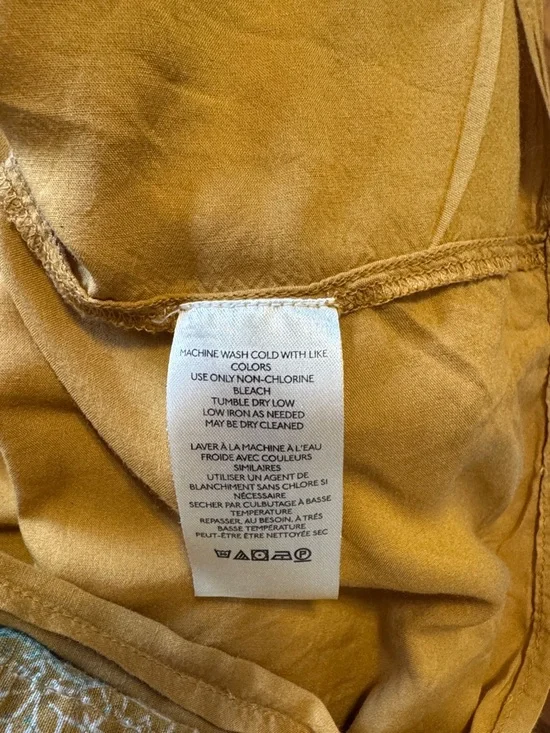 MACHINE WASH COLD WITH LIKE
COLORS
USE ONLY NON-CHLORINE
BLEACH
TUMBLE DRY LOW
LOW IRON AS NEEDED
MAY BE DRY CLEANED
LAVER À LA MACHINE À L'EAU
FROIDE AVEC COULEURS
SIMILAIRES
UTILISER UN AGENT DE
BLANCHIMENT SANS CHLORE SI
NÉCESSAIRE
SECHER PAR CULBUTAGE À BASSE
TEMPÉRATURE
REPASSER, AU BESOIN, À TRÉS
BASSE TEMPÉRATURE
PEUT-ÊTRE ÊTRE NETTOYÉE SEC